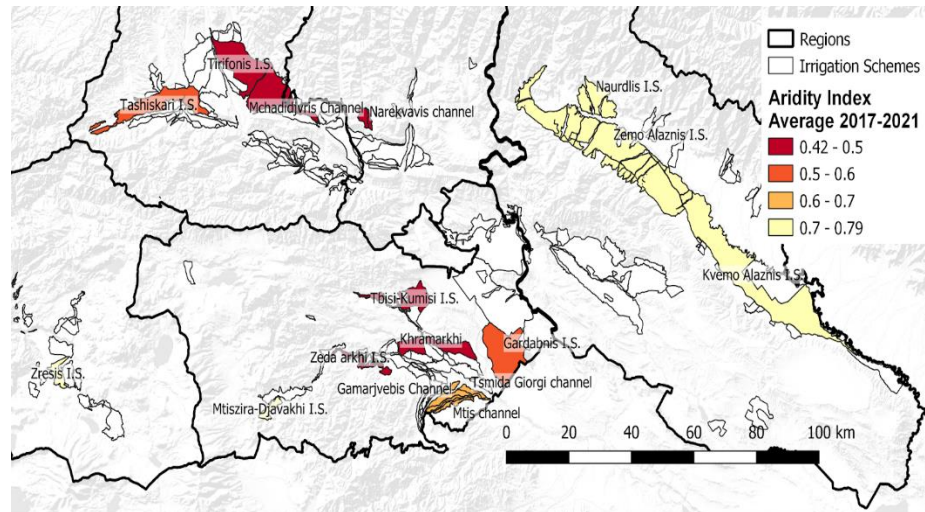 Regions
Irrigation Schemes
Aridity Index
Average 2017-2021
0.42 - 0.5
0.5 - 0.6
0.6 - 0.7
0.7 - 0.79
Tirifonis I.S.
Tashiskari I.S.
Mchadidjvris Channel
Narekvavis channel
Naurdlis I.S.
Zemo Alaznis I.S.
Kvemo Alaznis I.S.
Tbisi-Kumisi I.S.
Khramarkhi
Gardabnis I.S.
Zeda arkhi I.S.
Zresis I.S.
Gamarjvebis Channel
Tsmida Giorgi channel
Mtiszira-Djavakhi I.S.
Mtis channel
0 20 40 60 80 100 km